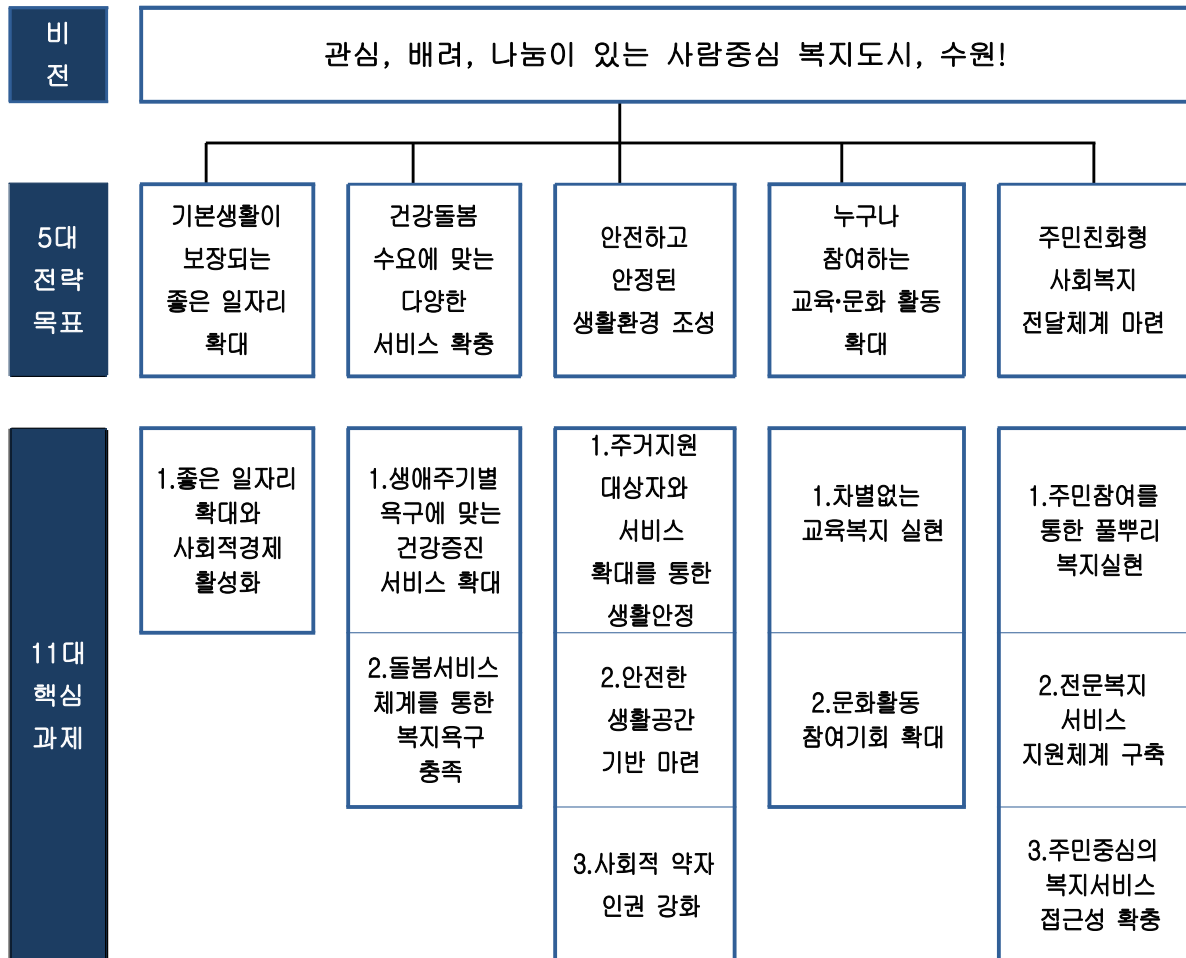 비
전
관심, 배려, 나눔이 있는 사람중심 복지도시, 수원!
5대
전략
목표
기본생활이
보장되는
좋은 일자리
확대
건강돌봄
수요에 맞는
다양한
서비스 확충
안전하고
안정된
생활환경 조성
누구나
참여하는
교육·문화 활동
확대
주민친화형
사회복지
전달체계 마련
11대
핵심
과제
1.좋은 일자리
확대와
사회적경제
활성화
1.생애주기별
욕구에 맞는
건강증진
서비스 확대
2.돌봄서비스
체계를 통한
복지욕구
충족
1.주거지원
대상자와
서비스
확대를 통한
생활안정
2.안전한
생활공간
기반 마련
3.사회적 약자
인권 강화
1.차별없는
교육복지 실현
2.문화활동
참여기회 확대
1.주민참여를
통한 풀뿌리
복지실현
2.전문복지
서비스
지원체계 구축
3.주민중심의
복지서비스
접근성 확충